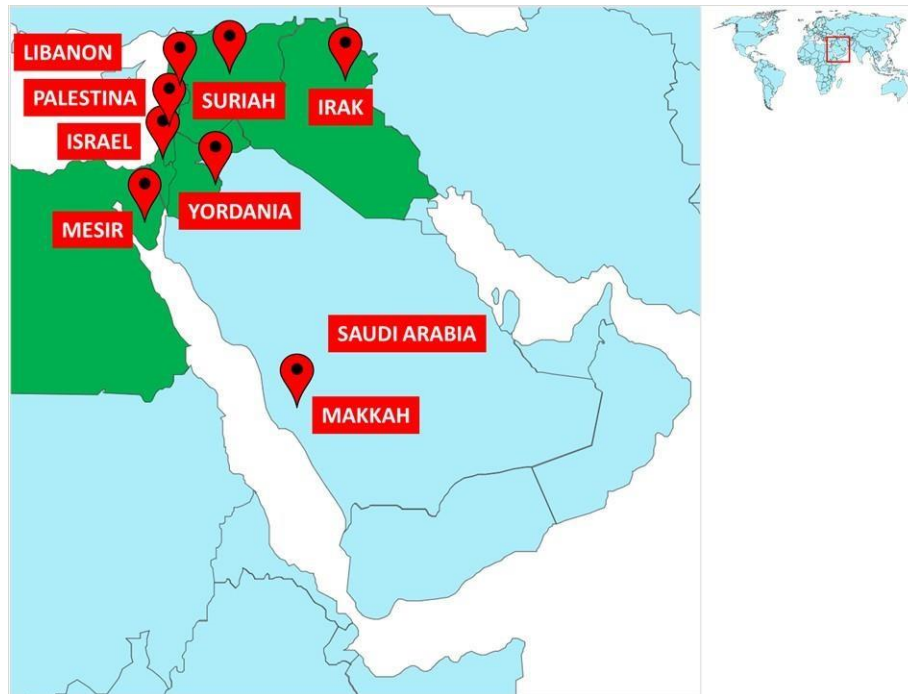 LIBANON
PALESTINA
SURIAH
IRAK
ISRAEL
YORDANIA
MESIR
SAUDI ARABIA
MAKKAH